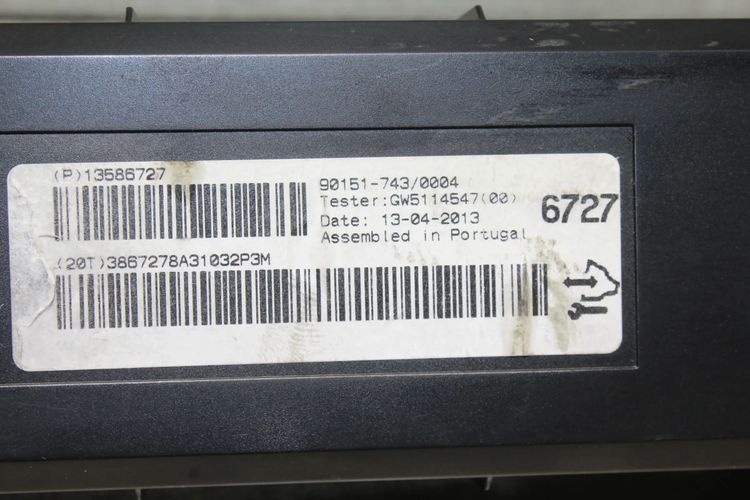 (P)13586727
90151-743/0004
Tester:GW5114547(00)
Date: 13-04-2013
Assembled in Portugal
6727
(20T)3867278A31032P3M